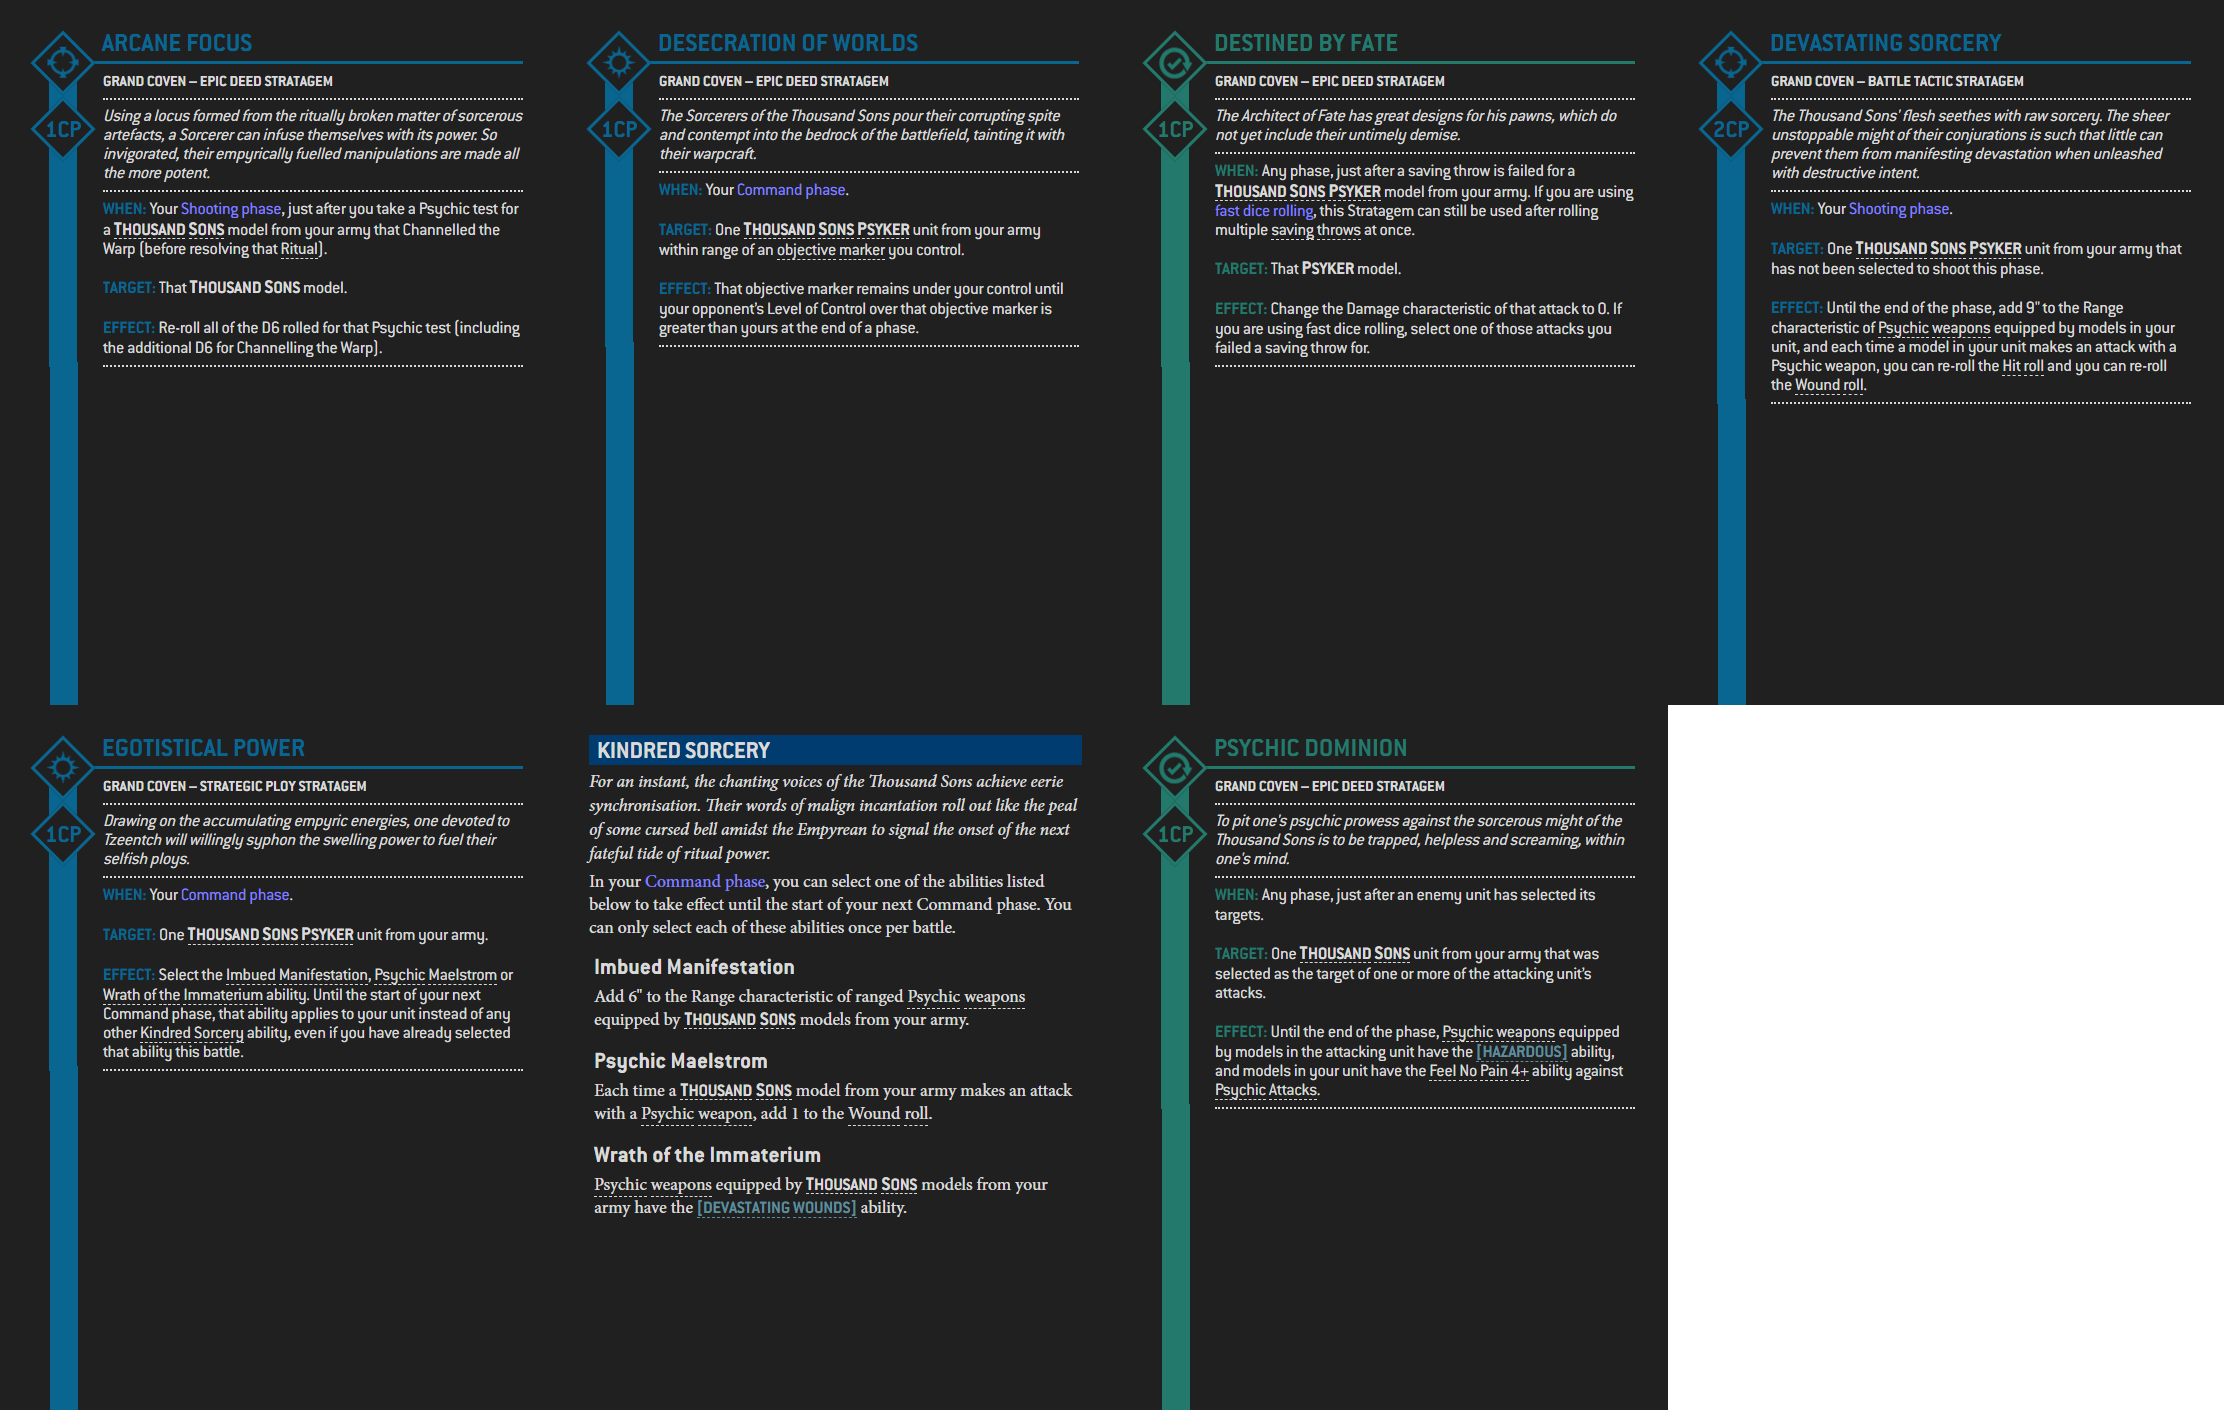 ARCANE FOCUS
1CP
GRAND COVEN – EPIC DEED STRATAGEM
Using a locus formed from the ritually broken matter of sorcerous
artefacts, a Sorcerer can infuse themselves with its power. So
invigorated, their empyrically fuelled manipulations are made all
the more potent.
WHEN: Your Shooting phase, just after you take a Psychic test for
a THOUSAND SONS model from your army that Channelled the
Warp (before resolving that Ritual).
TARGET: That THOUSAND SONS model.
EFFECT: Re-roll all of the D6 rolled for that Psychic test (including
the additional D6 for Channelling the Warp).
DESECRATION OF WORLDS
1CP
GRAND COVEN – EPIC DEED STRATAGEM
The Sorcerers of the Thousand Sons pour their corrupting spite
and contempt into the bedrock of the battlefield, tainting it with
their warpcraft.
WHEN: Your Command phase.
TARGET: One THOUSAND SONS PSYKER unit from your army
within range of an objective marker you control.
EFFECT: That objective marker remains under your control until
your opponent's Level of Control over that objective marker is
greater than yours at the end of a phase.
DESTINED BY FATE
1CP
GRAND COVEN – EPIC DEED STRATAGEM
The Architect of Fate has great designs for his pawns, which do
not yet include their untimely demise.
WHEN: Any phase, just after a saving throw is failed for a
THOUSAND SONS PSYKER model from your army. If you are using
fast dice rolling, this Stratagem can still be used after rolling
multiple saving throws at once.
TARGET: That PSYKER model.
EFFECT: Change the Damage characteristic of that attack to 0. If
you are using fast dice rolling, select one of those attacks you
failed a saving throw for.
DEVASTATING SORCERY
2CP
GRAND COVEN – BATTLE TACTIC STRATAGEM
The Thousand Sons' flesh seethes with raw sorcery. The sheer
unstoppable might of their conjurations is such that little can
prevent them from manifesting devastation when unleashed
with destructive intent.
WHEN: Your Shooting phase.
TARGET: One THOUSAND SONS PSYKER unit from your army that
has not been selected to shoot this phase.
EFFECT: Until the end of the phase, add 9" to the Range
characteristic of Psychic weapons equipped by models in your
unit, and each time a model in your unit makes an attack with a
Psychic weapon, you can re-roll the Hit roll and you can re-roll
the Wound roll.
EGOTISTICAL POWER
1CP
GRAND COVEN – STRATEGIC PLOY STRATAGEM
Drawing on the accumulating empyric energies, one devoted to
Tzeentch will willingly syphon the swelling power to fuel their
selfish ploys.
WHEN: Your Command phase.
TARGET: One THOUSAND SONS PSYKER unit from your army.
EFFECT: Select the Imbued Manifestation, Psychic Maelstrom or
Wrath of the Immaterium ability. Until the start of your next
Command phase, that ability applies to your unit instead of any
other Kindred Sorcery ability, even if you have already selected
that ability this battle.
KINDRED SORCERY
For an instant, the chanting voices of the Thousand Sons achieve eerie
synchronisation. Their words of malign incantation roll out like the peal
of some cursed bell amidst the Empyrean to signal the onset of the next
fateful tide of ritual power.
In your Command phase, you can select one of the abilities listed
below to take effect until the start of your next Command phase. You
can only select each of these abilities once per battle.
Imbued Manifestation
Add 6" to the Range characteristic of ranged Psychic weapons
equipped by THOUSAND SONS models from your army.
Psychic Maelstrom
Each time a THOUSAND SONS model from your army makes an attack
with a Psychic weapon, add 1 to the Wound roll.
Wrath of the Immaterium
Psychic weapons equipped by THOUSAND SONS models from your
army have the [DEVASTATING WOUNDS] ability.
PSYCHIC DOMINION
1CP
GRAND COVEN – EPIC DEED STRATAGEM
To pit one's psychic prowess against the sorcerous might of the
Thousand Sons is to be trapped, helpless and screaming, within
one's mind.
WHEN: Any phase, just after an enemy unit has selected its
targets.
TARGET: One THOUSAND SONS unit from your army that was
selected as the target of one or more of the attacking unit's
attacks.
EFFECT: Until the end of the phase, Psychic weapons equipped
by models in the attacking unit have the [HAZARDOUS] ability,
and models in your unit have the Feel No Pain 4+ ability against
Psychic Attacks.